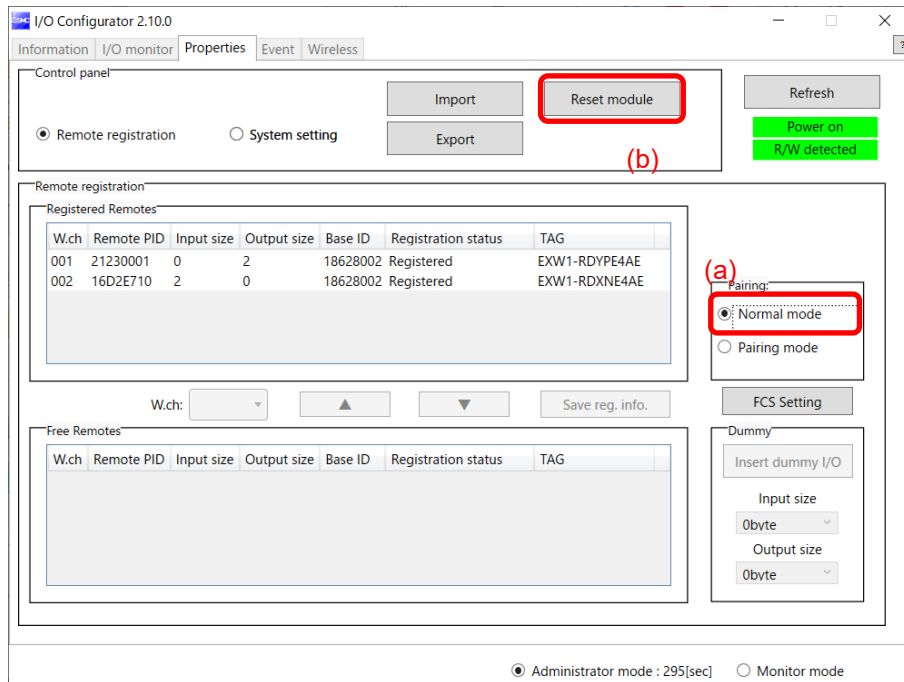 I/O Configurator 2.10.0
Information I/O monitor Properties Event Wireless ?
Control panel
Import Reset module Refresh
Remote registration System setting Export Power on
(b) R/W detected
Remote registration
Registered Remotes
W.ch Remote PID Input size Output size Base ID Registration status TAG
001 21230001 0 2 18628002 Registered EXW1-RDYPE4AE
002 16D2E710 2 0 18628002 Registered EXW1-RDXNE4AE
(a)
Pairing:
Normal mode
Pairing mode
W.ch: ▲ ▼ Save reg. info. FCS Setting
Free Remotes Dummy
W.ch Remote PID Input size Output size Base ID Registration status TAG
Insert dummy I/O
Input size
0byte
Output size
0byte
Administrator mode : 295[sec] Monitor mode